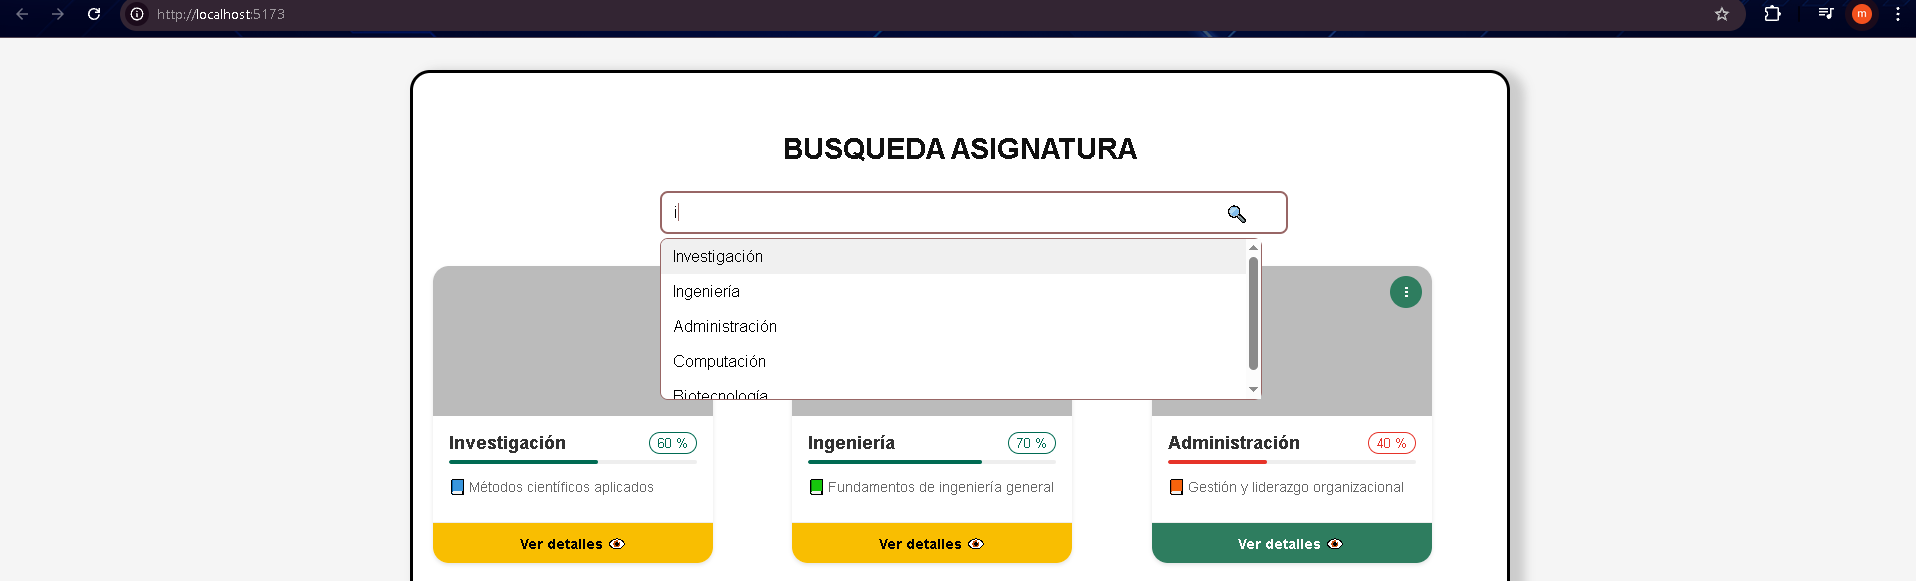 http://localhost:5173
m
BUSQUEDA ASIGNATURA
i
Investigación
Ingeniería
Administración
Computación
Biotecnología
Investigación 60 %
Métodos científicos aplicados
Ver detalles
Ingeniería 70 %
Fundamentos de ingeniería general
Ver detalles
Administración 40 %
Gestión y liderazgo organizacional
Ver detalles